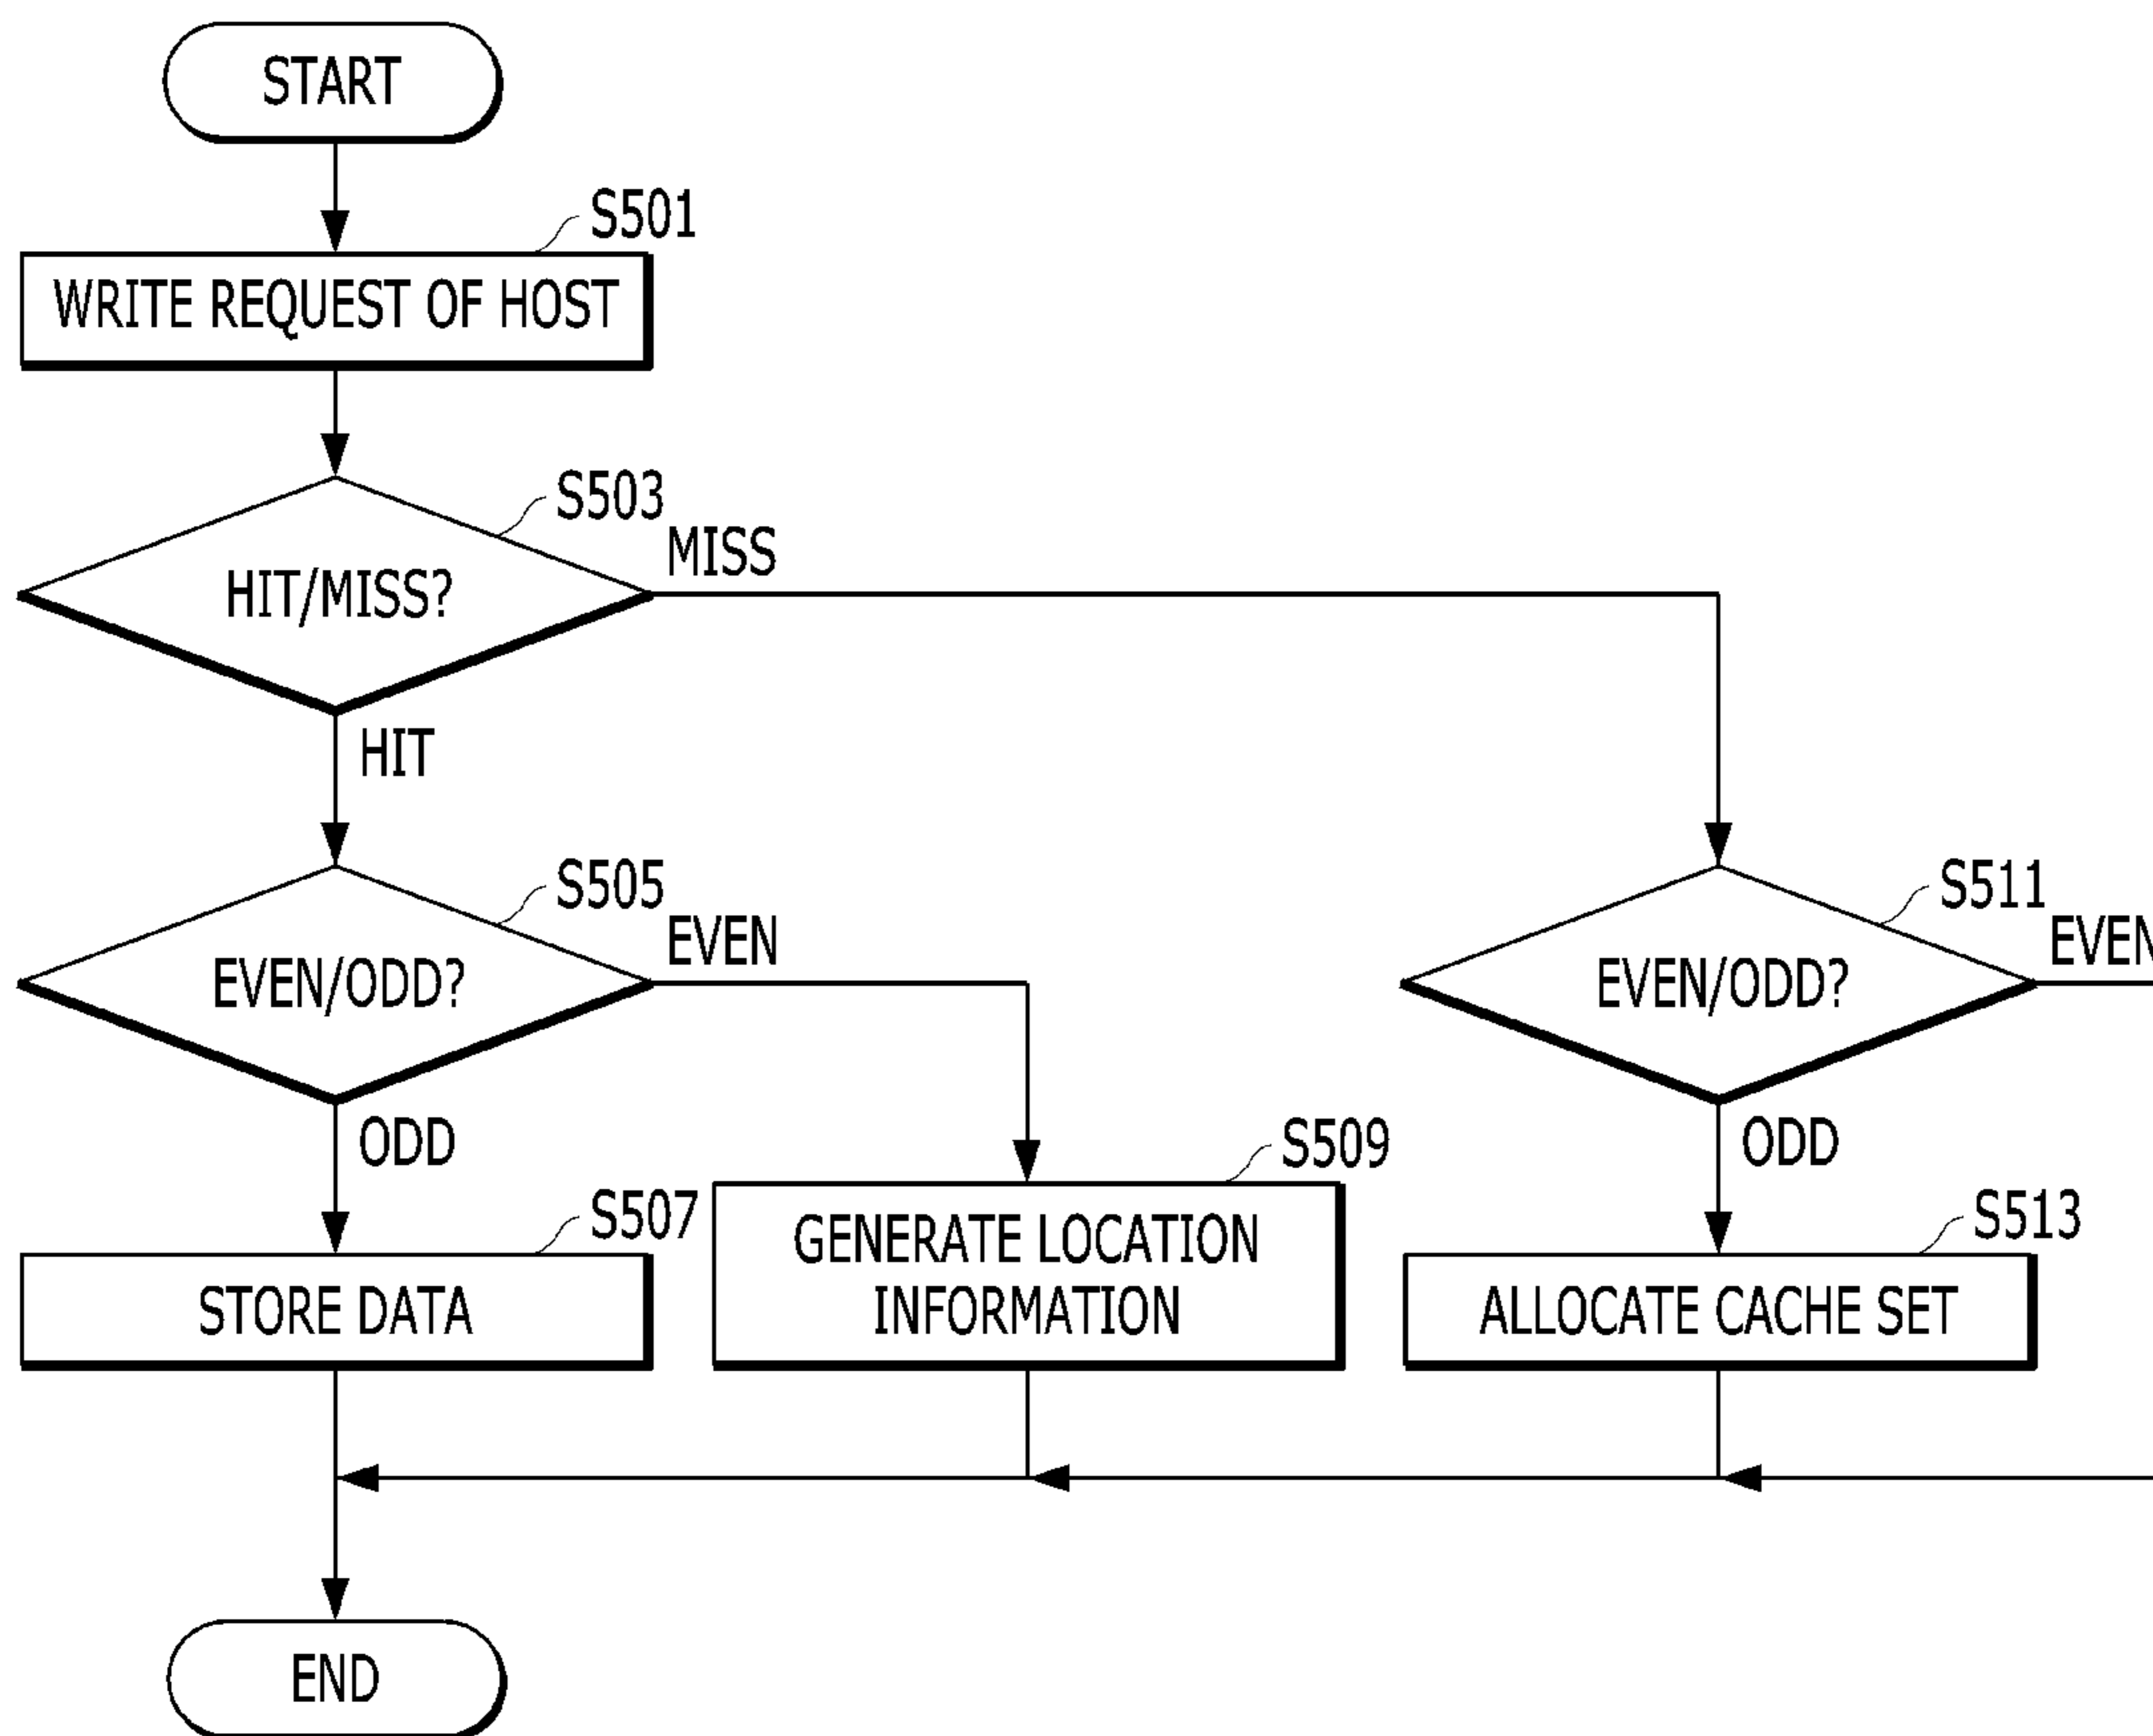 START
S501
WRITE REQUEST OF HOST
S503
MISS
HIT/MISS?
HIT
S505
EVEN
EVEN/ODD?
ODD
S507
STORE DATA
S509
GENERATE LOCATION
INFORMATION
S511
EVEN
EVEN/ODD?
ODD
S513
ALLOCATE CACHE SET
END